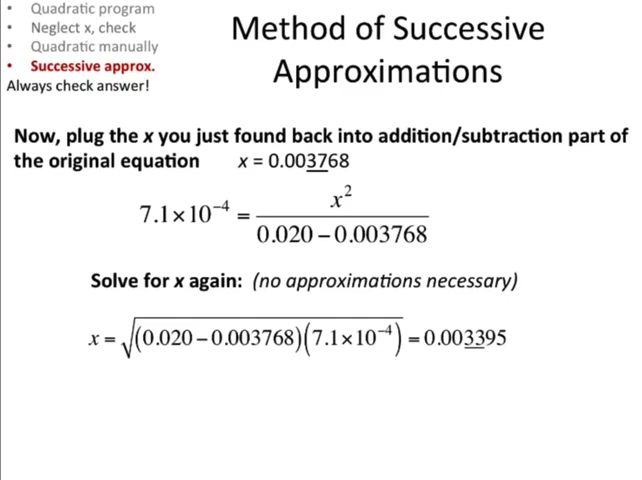 • Quadratic program
• Neglect x, check
• Quadratic manually
• Successive approx.
Always check answer!
Method of Successive
Approximations
Now, plug the x you just found back into addition/subtraction part of
the original equation x = 0.003768
7.1×10⁻⁴ = x² / (0.020 − 0.003768)
Solve for x again: (no approximations necessary)
x = √(0.020 − 0.003768)(7.1×10⁻⁴) = 0.003395